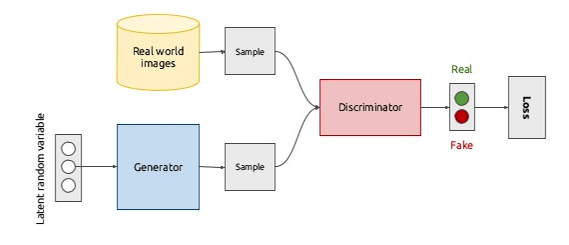 Real world
images
Sample
Discriminator
Real
Fake
Loss
Latent random variable
Generator
Sample